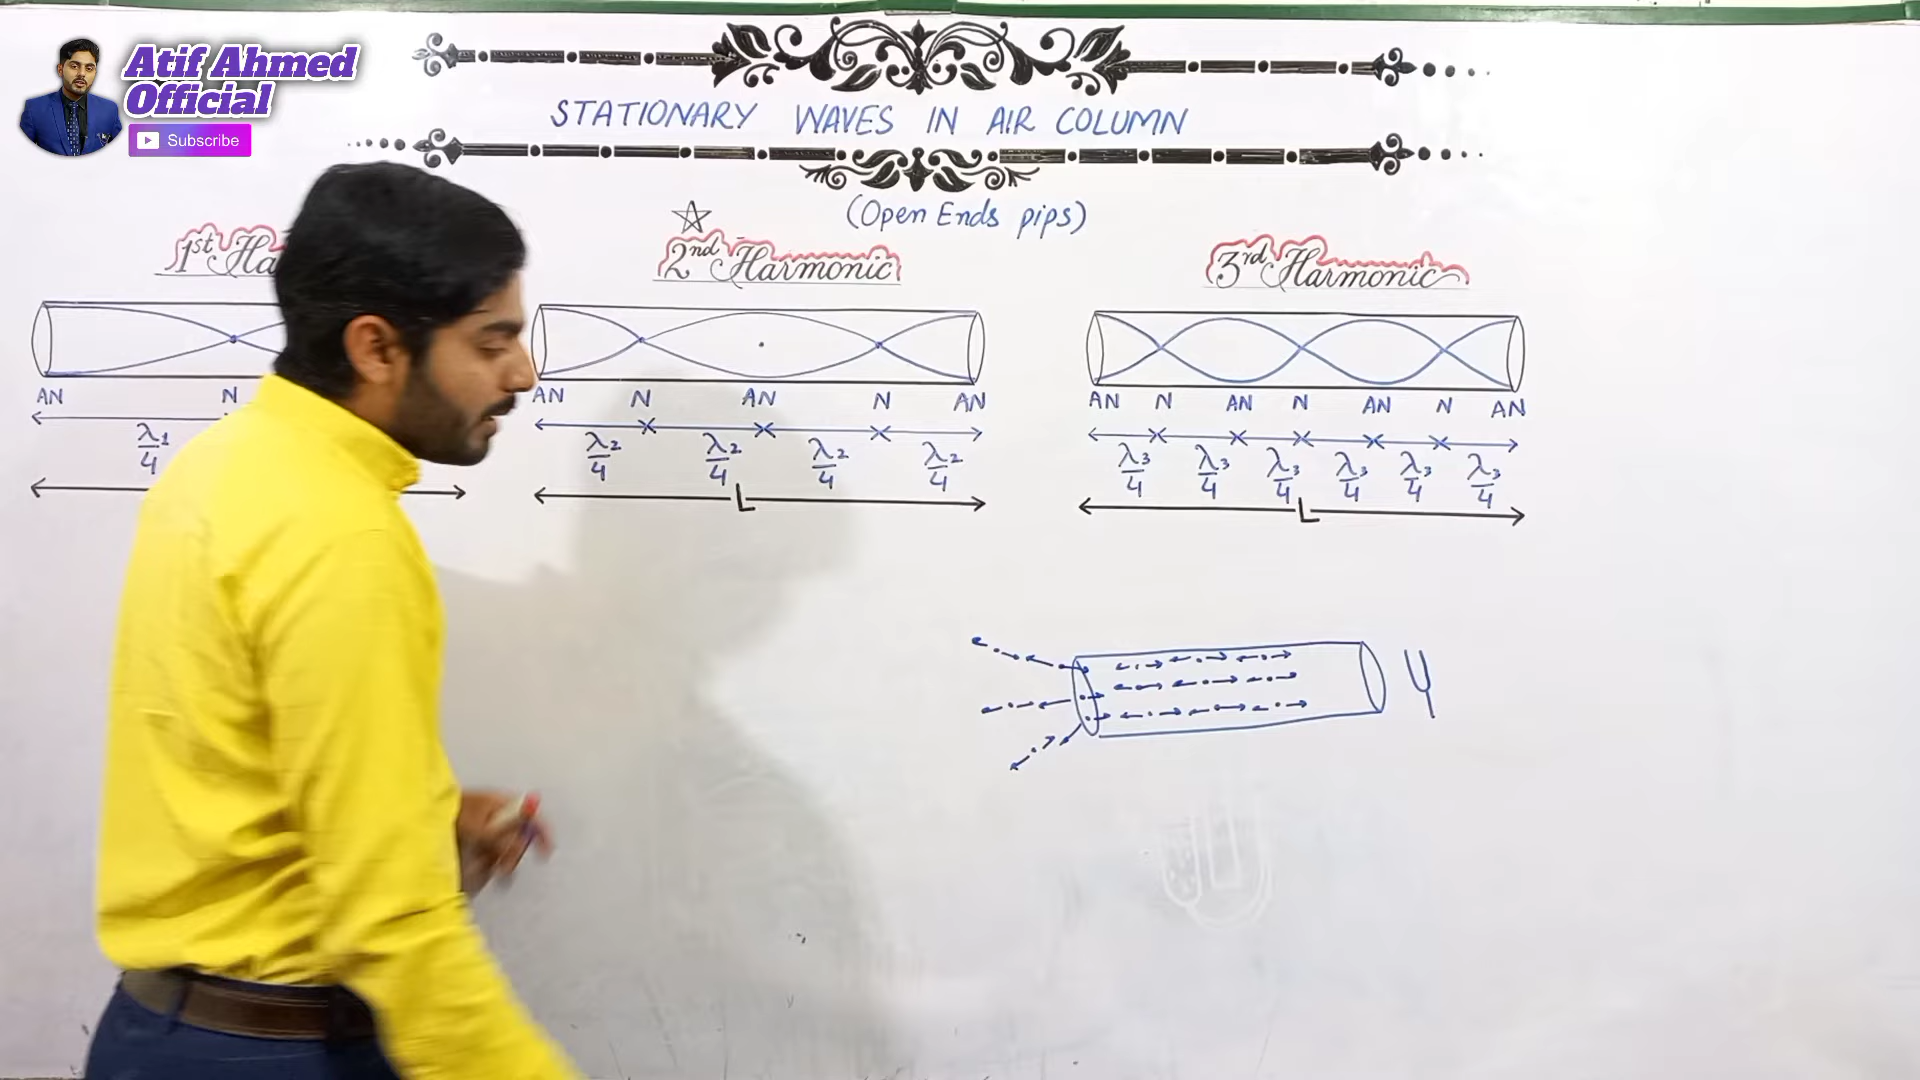 Atif Ahmed
Official
Subscribe
STATIONARY WAVES IN AIR COLUMN
(Open Ends pips)
1st Ha
2nd Harmonic
3rd Harmonic
AN N
AN N AN N AN
AN N AN N AN N AN
λ1/4
λ2/4 λ2/4 λ2/4 λ2/4
λ3/4 λ3/4 λ3/4 λ3/4 λ3/4 λ3/4
L
L